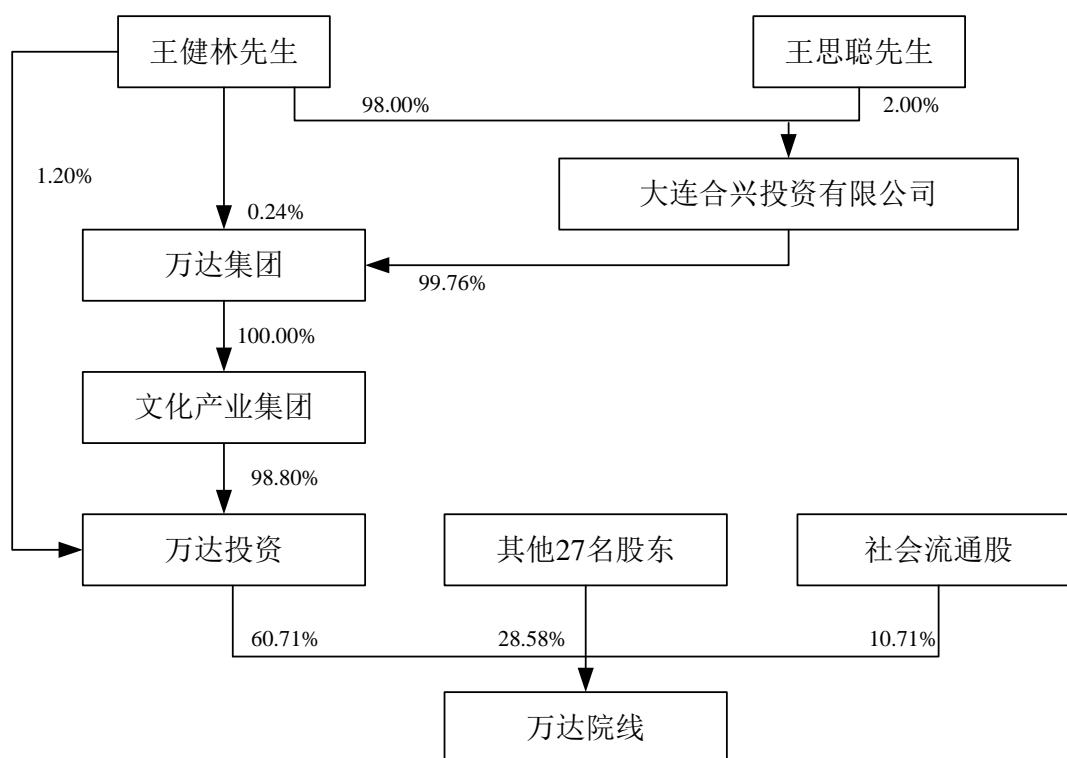 王健林先生
王思聪先生
98.00%
2.00%
1.20%
大连合兴投资有限公司
0.24%
万达集团
99.76%
100.00%
文化产业集团
98.80%
万达投资
其他27名股东
社会流通股
60.71%
28.58%
10.71%
万达院线